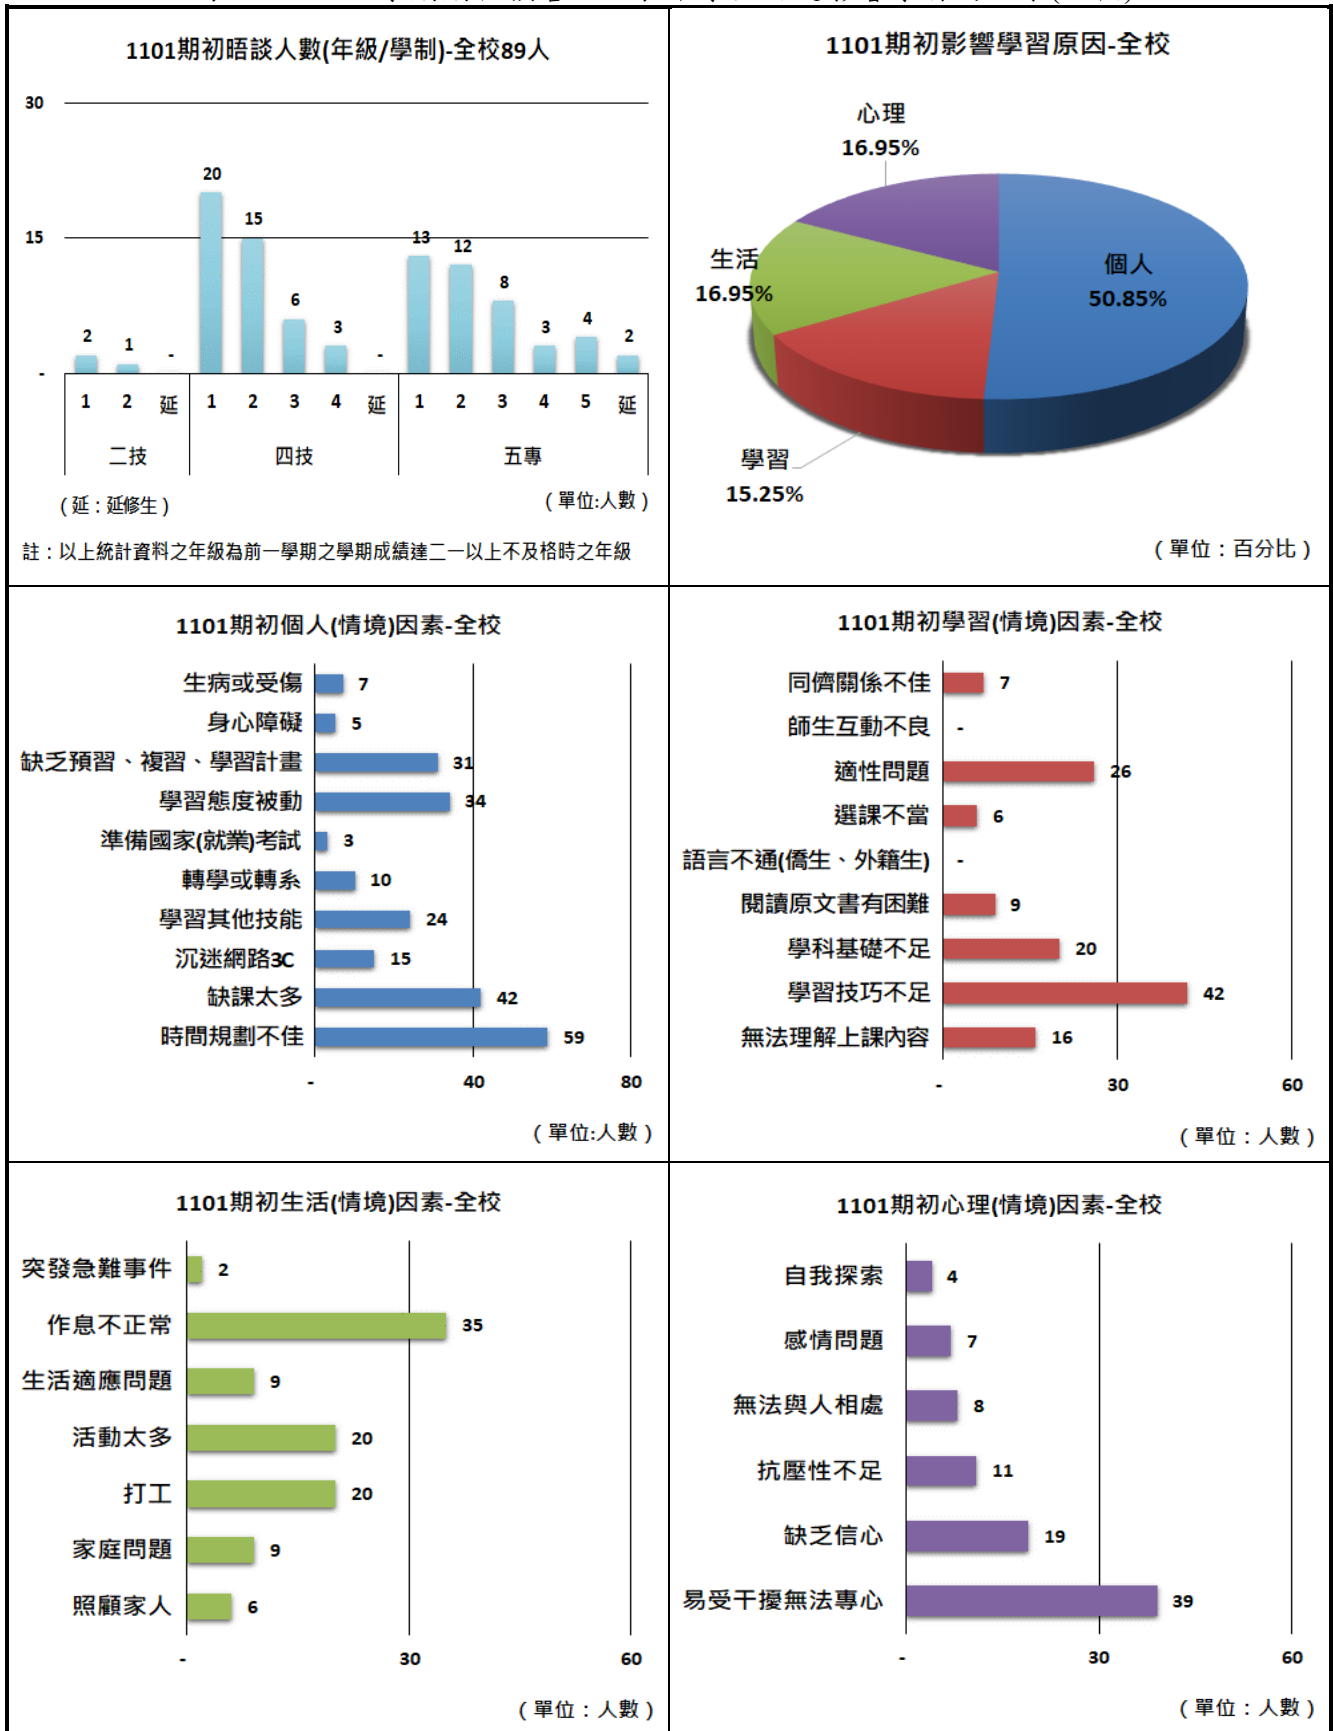 1101期初晤談人數(年級/學制)-全校89人
30
15
-
2
1
-
20
15
6
3
-
13
12
8
3
4
2
1
2
延
1
2
3
4
延
1
2
3
4
5
延
二技
四技
五專
(延：延修生)
(單位:人數)
註：以上統計資料之年級為前一學期之學期成績達二一以上不及格時之年級
1101期初影響學習原因-全校
心理
16.95%
生活
16.95%
個人
50.85%
學習
15.25%
(單位：百分比)
1101期初個人(情境)因素-全校
生病或受傷 7
身心障礙 5
缺乏預習、複習、學習計畫 31
學習態度被動 34
準備國家(就業)考試 3
轉學或轉系 10
學習其他技能 24
沉迷網路3C 15
缺課太多 42
時間規劃不佳 59
- 40 80
(單位:人數)
1101期初學習(情境)因素-全校
同儕關係不佳 7
師生互動不良 -
適性問題 26
選課不當 6
語言不通(僑生、外籍生) -
閱讀原文書有困難 9
學科基礎不足 20
學習技巧不足 42
無法理解上課內容 16
- 30 60
(單位：人數)
1101期初生活(情境)因素-全校
突發急難事件 2
作息不正常 35
生活適應問題 9
活動太多 20
打工 20
家庭問題 9
照顧家人 6
- 30 60
(單位：人數)
1101期初心理(情境)因素-全校
自我探索 4
感情問題 7
無法與人相處 8
抗壓性不足 11
缺乏信心 19
易受干擾無法專心 39
- 30 60
(單位：人數)